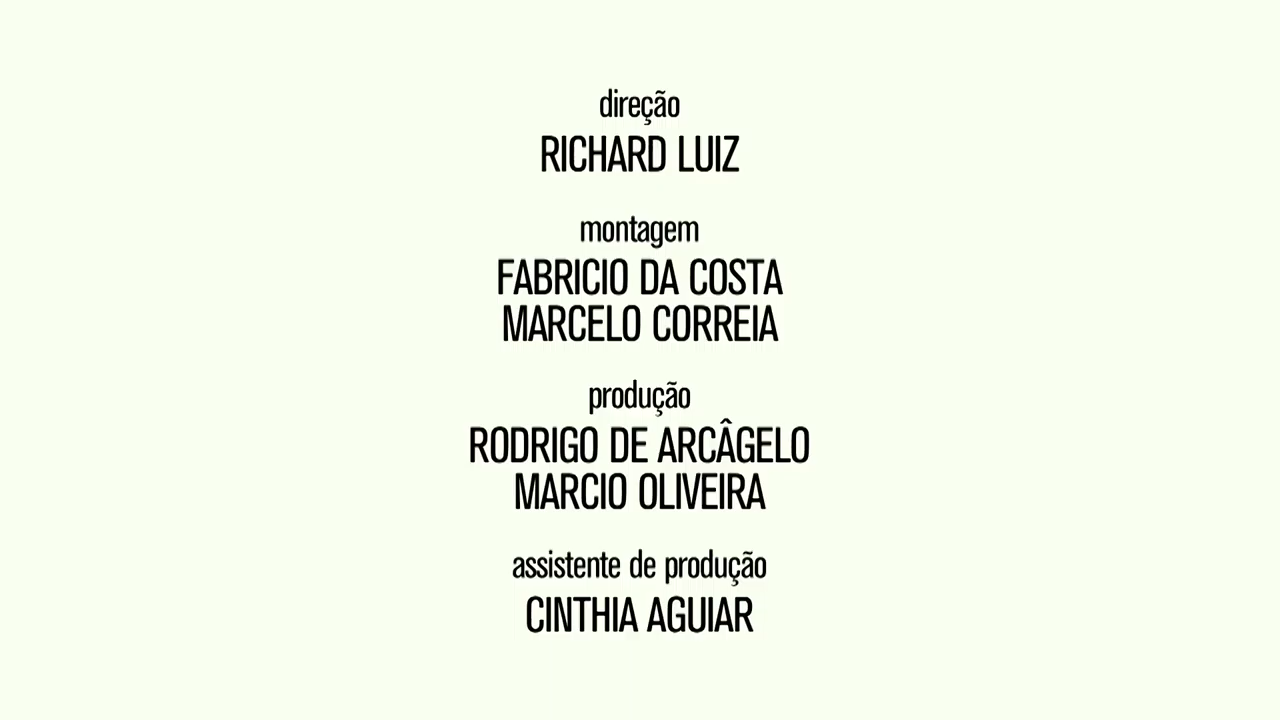 direção
RICHARD LUIZ
montagem
FABRICIO DA COSTA
MARCELO CORREIA
produção
RODRIGO DE ARCÂGELO
MARCIO OLIVEIRA
assistente de produção
CINTHIA AGUIAR